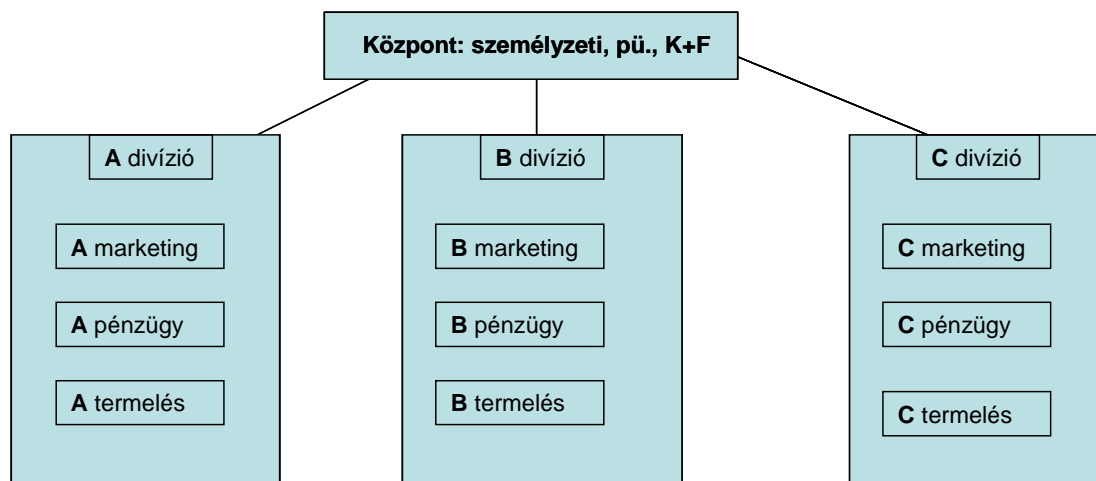 Központ: személyzeti, pü., K+F
A divízió
B divízió
C divízió
A marketing
B marketing
C marketing
A pénzügy
B pénzügy
C pénzügy
A termelés
B termelés
C termelés